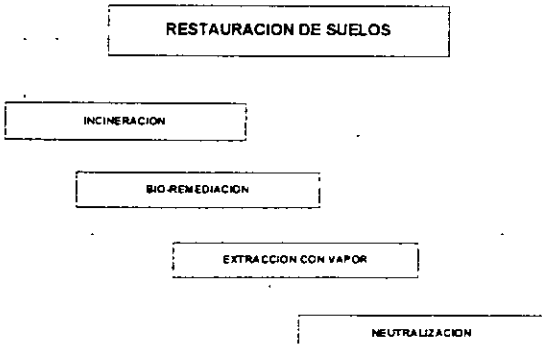 RESTAURACION DE SUELOS
INCINERACION
BIO-REMEDIACION
EXTRACCION CON VAPOR
NEUTRALIZACION